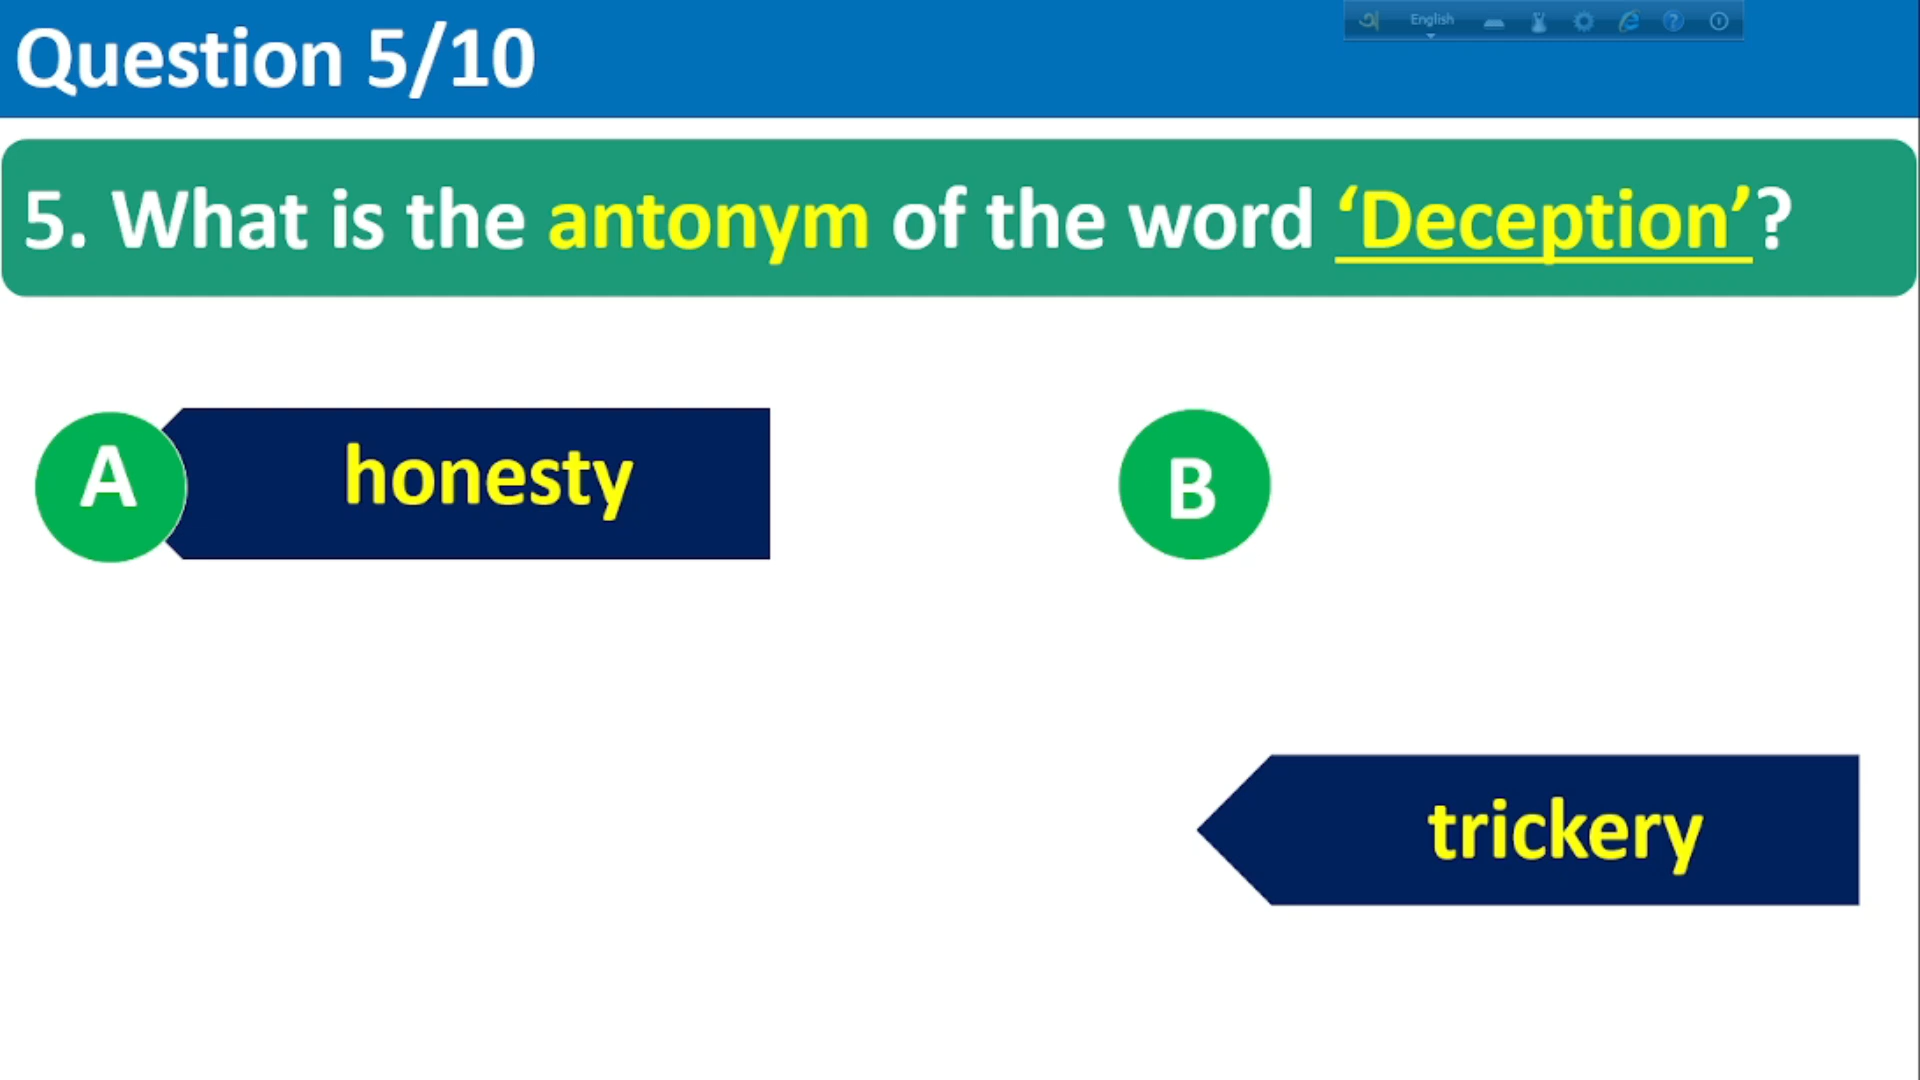 Question 5/10
English
5. What is the antonym of the word ‘Deception’?
A honesty
B
trickery